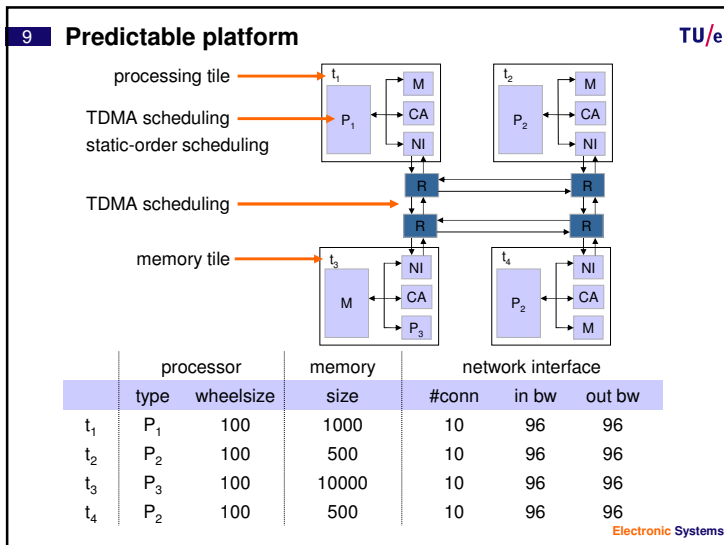 9 Predictable platform TU/e
processing tile
TDMA scheduling
static-order scheduling
TDMA scheduling
memory tile
t₁
P₁
M
CA
NI
t₂
P₂
M
CA
NI
R
R
R
R
t₃
M
NI
CA
P₃
t₄
P₂
NI
CA
M
processor memory network interface
type wheelsize size #conn in bw out bw
t₁ P₁ 100 1000 10 96 96
t₂ P₂ 100 500 10 96 96
t₃ P₃ 100 10000 10 96 96
t₄ P₂ 100 500 10 96 96
Electronic Systems